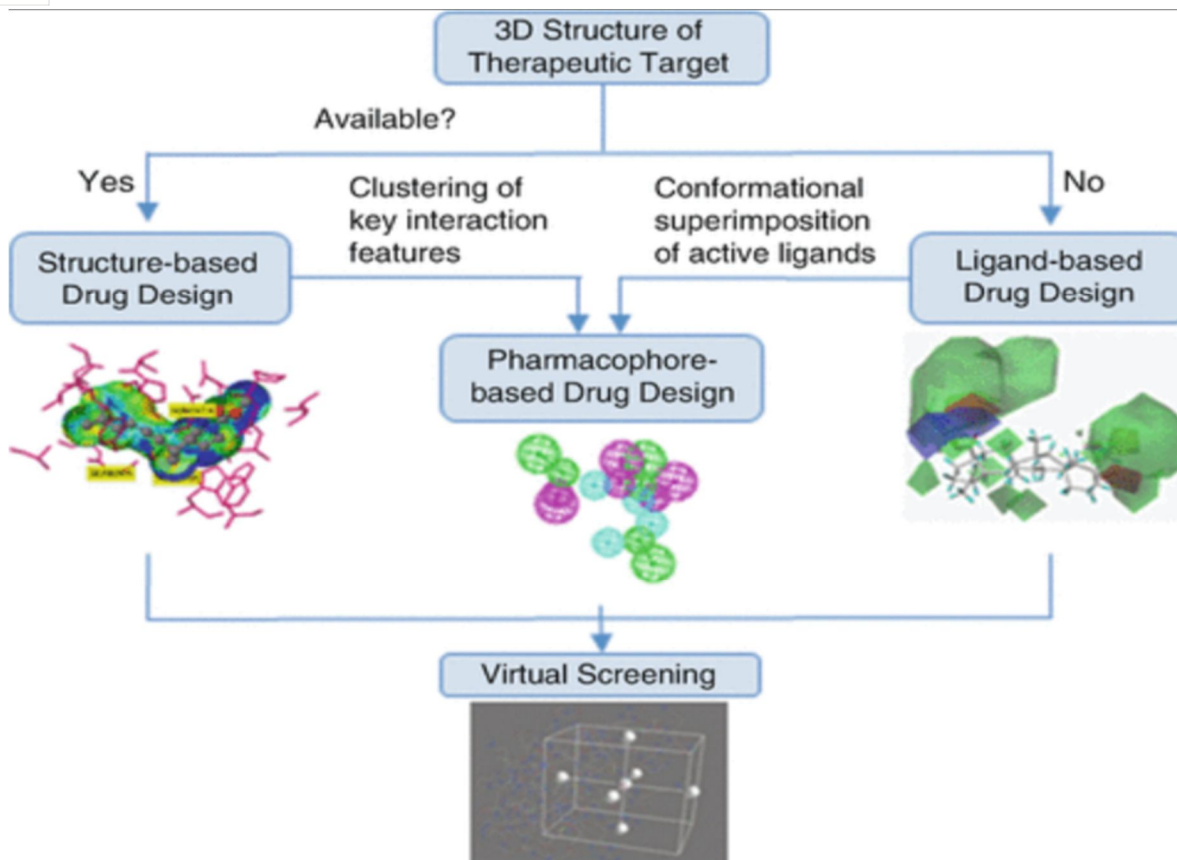 3D Structure of
Therapeutic Target
Available?
Yes
No
Clustering of
key interaction
features
Conformational
superimposition
of active ligands
Structure-based
Drug Design
Ligand-based
Drug Design
Pharmacophore-
based Drug Design
Virtual Screening